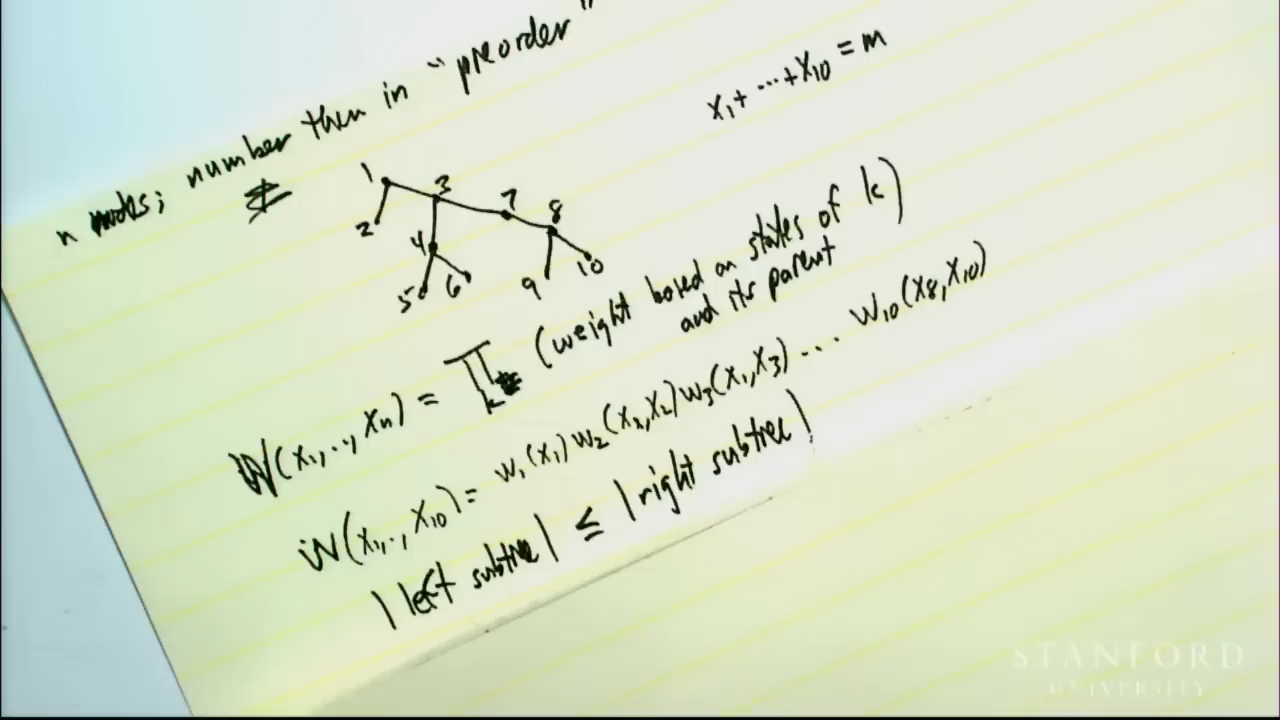 n nodes; number them in "preorder"
x₁+ ⋯ +x₁₀ = m
1
3
7
8
2
4
5
6
9
10
W(x₁,..,xₙ) = ∏ₖ (weight based on states of k)
and its parent
W(x₁,.., x₁₀) = w₁(x₁) w₂(x₁,x₂) w₃(x₁,x₃) ... w₁₀(x₈,x₁₀)
| left subtree | ≤ | right subtree |
STANFORD
UNIVERSITY